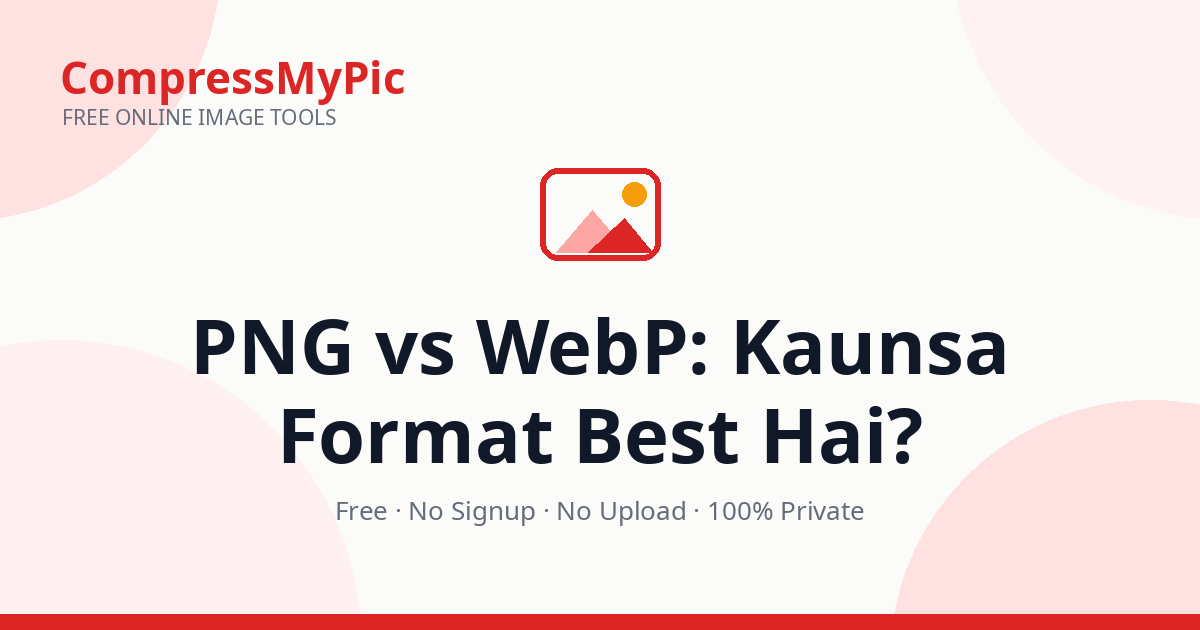 CompressMyPic
FREE ONLINE IMAGE TOOLS
PNG vs WebP: Kaunsa
Format Best Hai?
Free · No Signup · No Upload · 100% Private